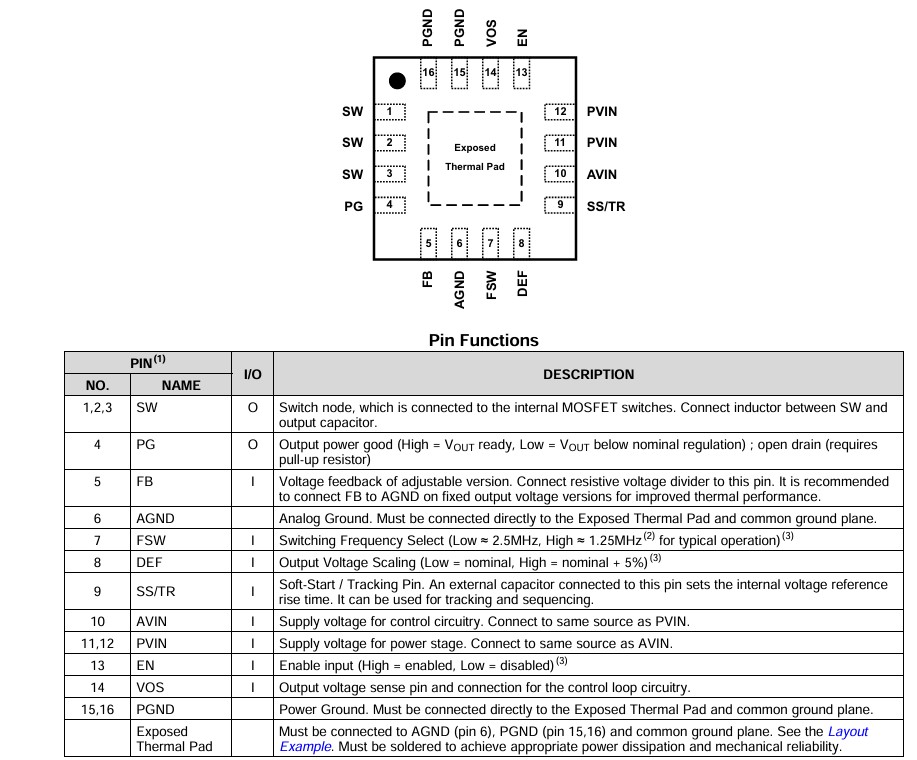 PGND PGND VOS EN
16 15 14 13
SW 1 12 PVIN
SW 2 11 PVIN
Exposed
Thermal Pad
SW 3 10 AVIN
PG 4 9 SS/TR
5 6 7 8
FB AGND FSW DEF
Pin Functions
PIN(1) I/O DESCRIPTION
NO. NAME
1,2,3 SW O Switch node, which is connected to the internal MOSFET switches. Connect inductor between SW and
output capacitor.
4 PG O Output power good (High = VOUT ready, Low = VOUT below nominal regulation) ; open drain (requires
pull-up resistor)
5 FB I Voltage feedback of adjustable version. Connect resistive voltage divider to this pin. It is recommended
to connect FB to AGND on fixed output voltage versions for improved thermal performance.
6 AGND Analog Ground. Must be connected directly to the Exposed Thermal Pad and common ground plane.
7 FSW I Switching Frequency Select (Low ≈ 2.5MHz, High ≈ 1.25MHz(2) for typical operation)(3)
8 DEF I Output Voltage Scaling (Low = nominal, High = nominal + 5%)(3)
9 SS/TR I Soft-Start / Tracking Pin. An external capacitor connected to this pin sets the internal voltage reference
rise time. It can be used for tracking and sequencing.
10 AVIN I Supply voltage for control circuitry. Connect to same source as PVIN.
11,12 PVIN I Supply voltage for power stage. Connect to same source as AVIN.
13 EN I Enable input (High = enabled, Low = disabled)(3)
14 VOS I Output voltage sense pin and connection for the control loop circuitry.
15,16 PGND Power Ground. Must be connected directly to the Exposed Thermal Pad and common ground plane.
Exposed Must be connected to AGND (pin 6), PGND (pin 15,16) and common ground plane. See the Layout
Thermal Pad Example. Must be soldered to achieve appropriate power dissipation and mechanical reliability.